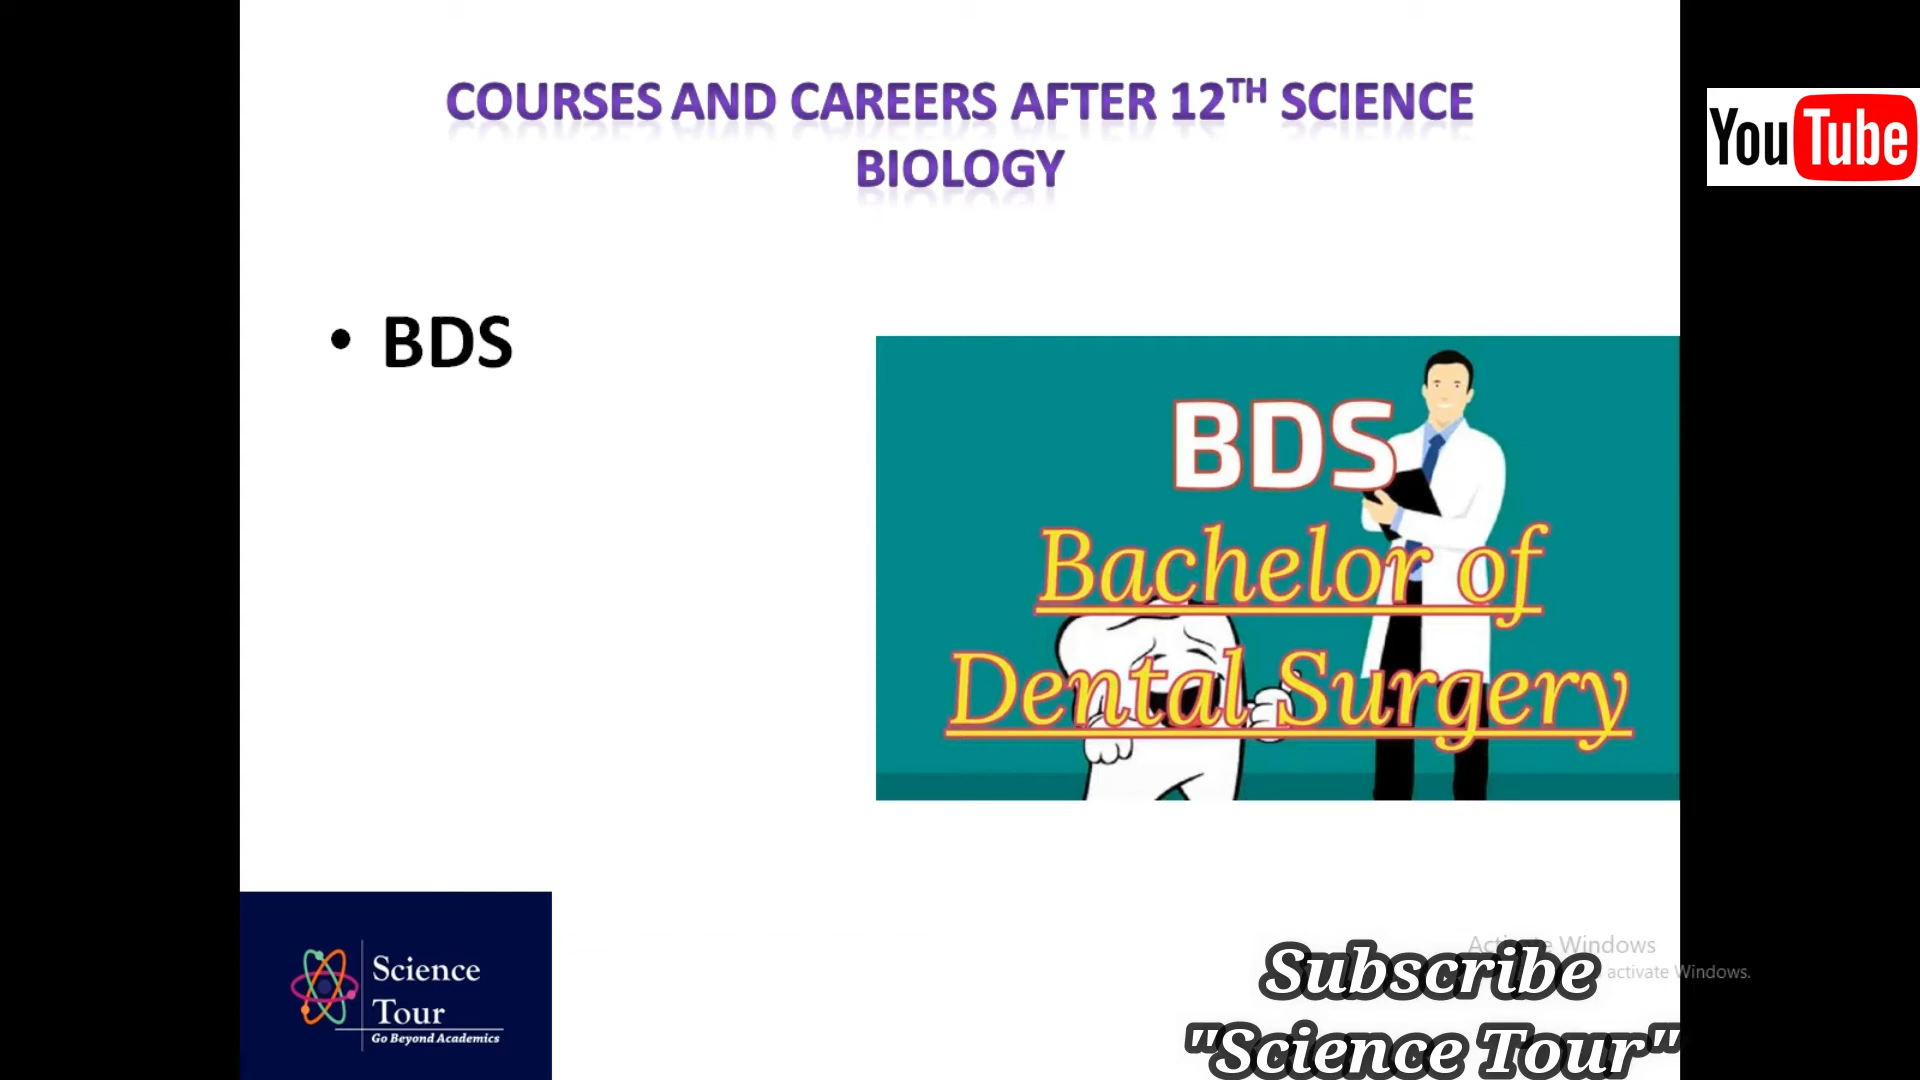 COURSES AND CAREERS AFTER 12TH SCIENCE
BIOLOGY
YouTube
• BDS
BDS
Bachelor of
Dental Surgery
Science
Tour
Go Beyond Academics
Activate Windows
activate Windows.
Subscribe
"Science Tour"